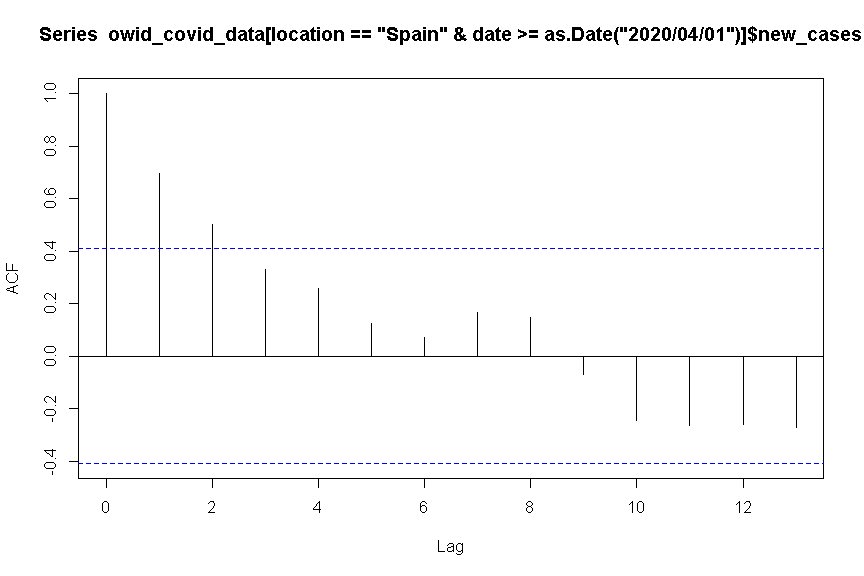 Series  owid_covid_data[location == "Spain" & date >= as.Date("2020/04/01")]$new_cases
ACF
1.0
0.8
0.6
0.4
0.2
0.0
-0.2
-0.4
0 2 4 6 8 10 12
Lag